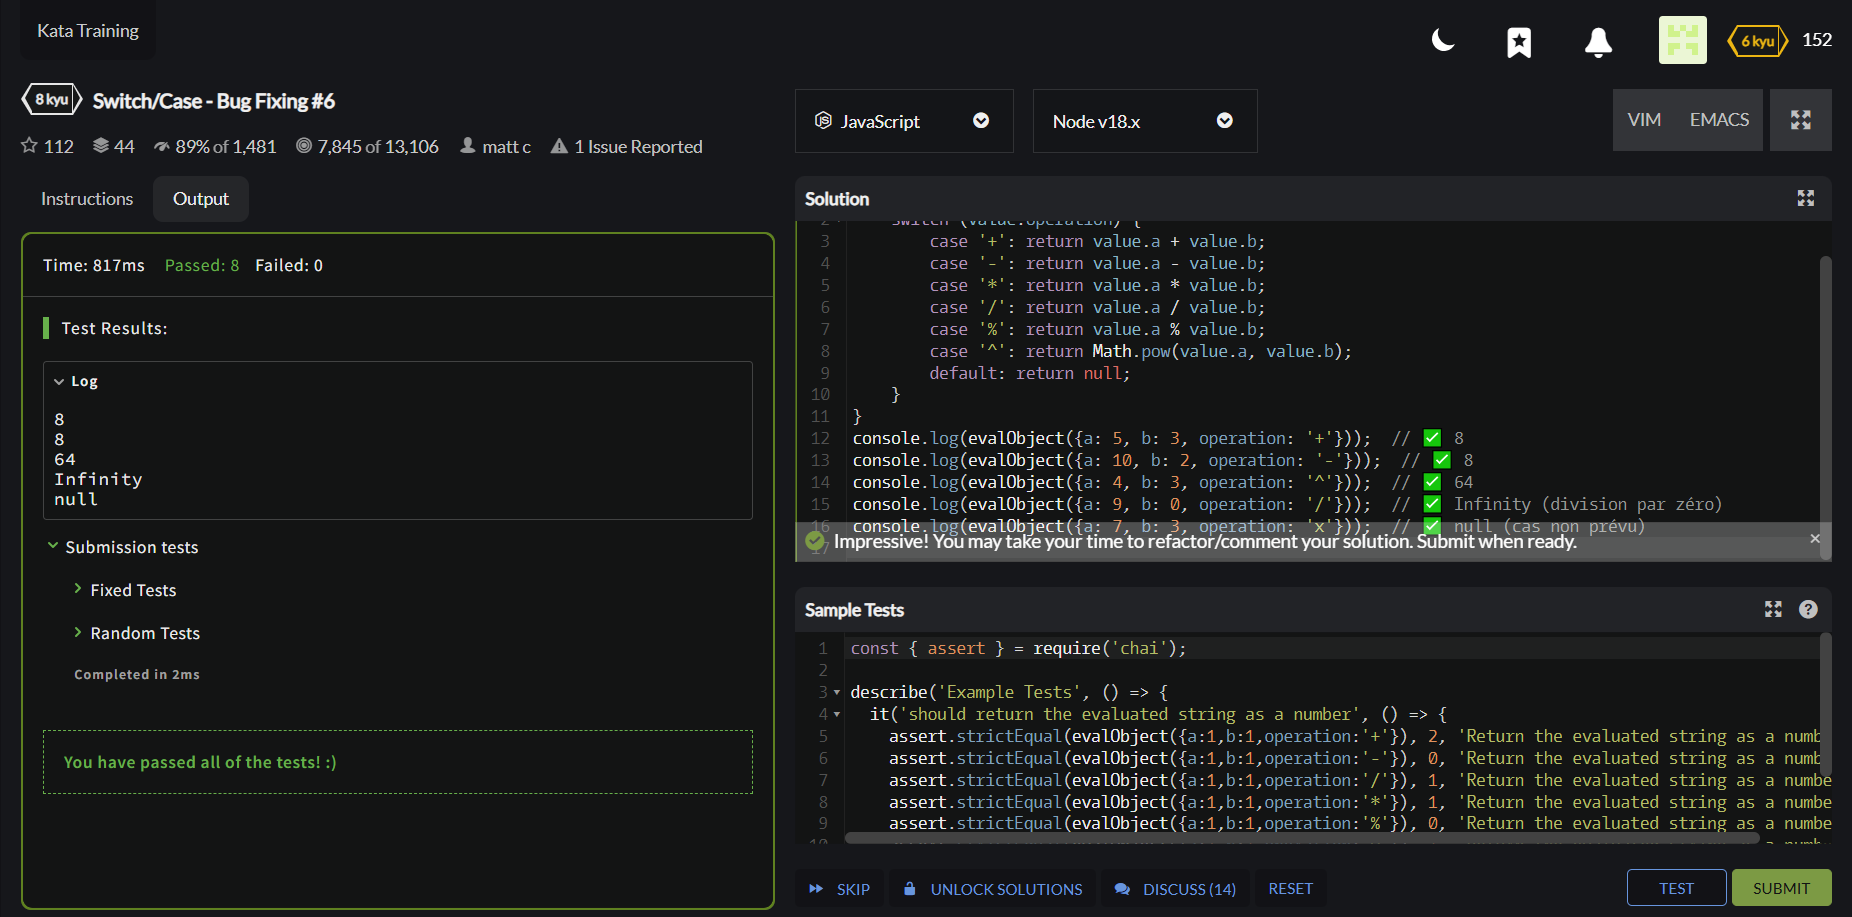 Kata Training
6 kyu 152
8 kyu Switch/Case - Bug Fixing #6
112 44 89% of 1,481 7,845 of 13,106 matt c 1 Issue Reported
Instructions Output
Time: 817ms Passed: 8 Failed: 0
Test Results:
Log
8
8
64
Infinity
null
Submission tests
Fixed Tests
Random Tests
Completed in 2ms
You have passed all of the tests! :)
JavaScript Node v18.x VIM EMACS
Solution
2 switch (value.operation) {
3 case '+': return value.a + value.b;
4 case '-': return value.a - value.b;
5 case '*': return value.a * value.b;
6 case '/': return value.a / value.b;
7 case '%': return value.a % value.b;
8 case '^': return Math.pow(value.a, value.b);
9 default: return null;
10 }
11 }
12 console.log(evalObject({a: 5, b: 3, operation: '+'})); // ✅ 8
13 console.log(evalObject({a: 10, b: 2, operation: '-'})); // ✅ 8
14 console.log(evalObject({a: 4, b: 3, operation: '^'})); // ✅ 64
15 console.log(evalObject({a: 9, b: 0, operation: '/'})); // ✅ Infinity (division par zéro)
16 console.log(evalObject({a: 7, b: 3, operation: 'x'})); // ✅ null (cas non prévu)
17
Impressive! You may take your time to refactor/comment your solution. Submit when ready. ×
Sample Tests
1 const { assert } = require('chai');
2
3 describe('Example Tests', () => {
4 it('should return the evaluated string as a number', () => {
5 assert.strictEqual(evalObject({a:1,b:1,operation:'+'}), 2, 'Return the evaluated string as a numb
6 assert.strictEqual(evalObject({a:1,b:1,operation:'-'}), 0, 'Return the evaluated string as a numb
7 assert.strictEqual(evalObject({a:1,b:1,operation:'/'}), 1, 'Return the evaluated string as a numbe
8 assert.strictEqual(evalObject({a:1,b:1,operation:'*'}), 1, 'Return the evaluated string as a numbe
9 assert.strictEqual(evalObject({a:1,b:1,operation:'%'}), 0, 'Return the evaluated string as a numbe
10
SKIP UNLOCK SOLUTIONS DISCUSS (14) RESET TEST SUBMIT